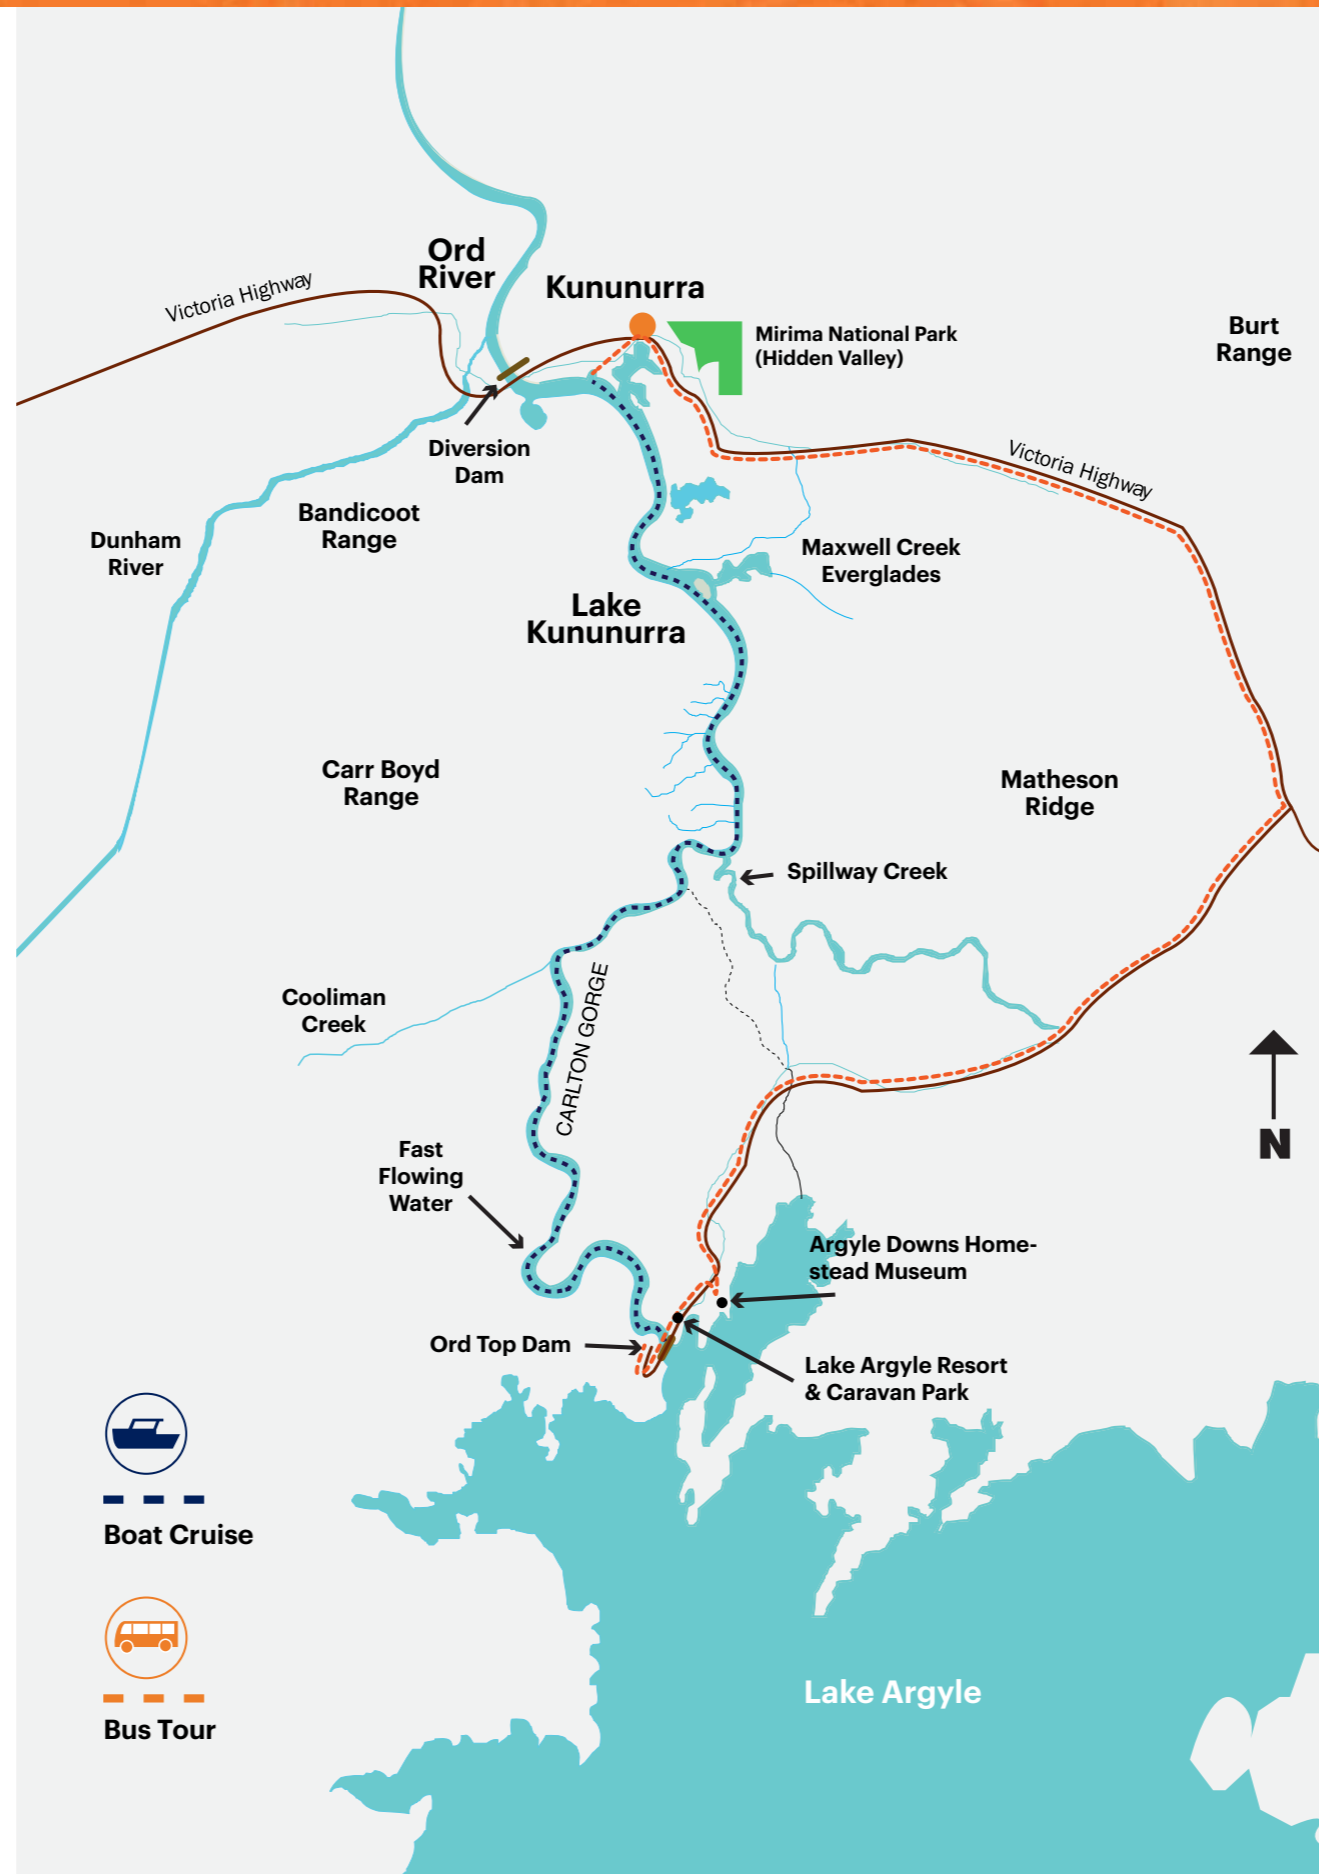 Ord
River
Kununurra
Victoria Highway
Mirima National Park
(Hidden Valley)
Burt
Range
Diversion
Dam
Victoria Highway
Bandicoot
Range
Dunham
River
Maxwell Creek
Everglades
Lake
Kununurra
Carr Boyd
Range
Matheson
Ridge
Spillway Creek
Cooliman
Creek
CARLTON GORGE
N
Fast
Flowing
Water
Argyle Downs Home-
stead Museum
Ord Top Dam
Lake Argyle Resort
& Caravan Park
Boat Cruise
Lake Argyle
Bus Tour